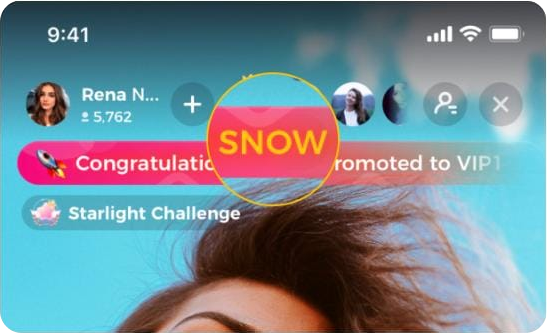 9:41
Rena N...
5,762
Congratulatio SNOW romoted to VIP1
Starlight Challenge